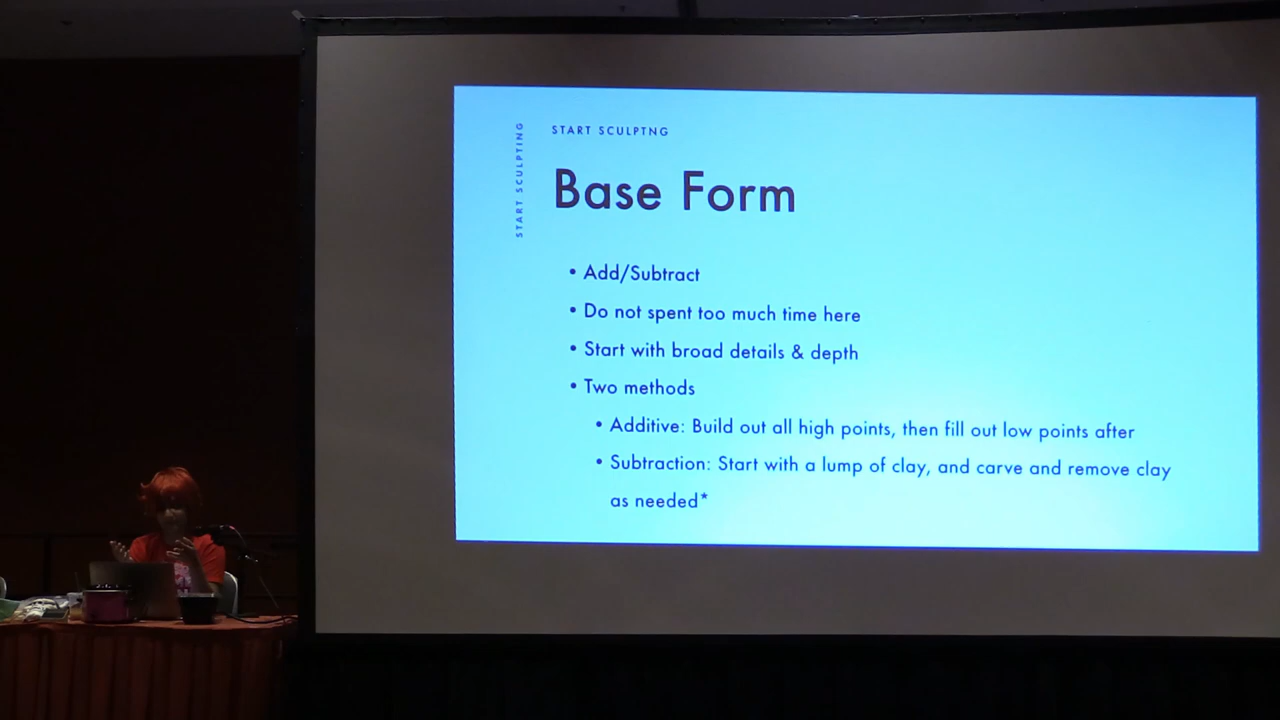 START SCULPTNG
START SCULPTING
Base Form
• Add/Subtract
• Do not spent too much time here
• Start with broad details & depth
• Two methods
• Additive: Build out all high points, then fill out low points after
• Subtraction: Start with a lump of clay, and carve and remove clay
as needed*